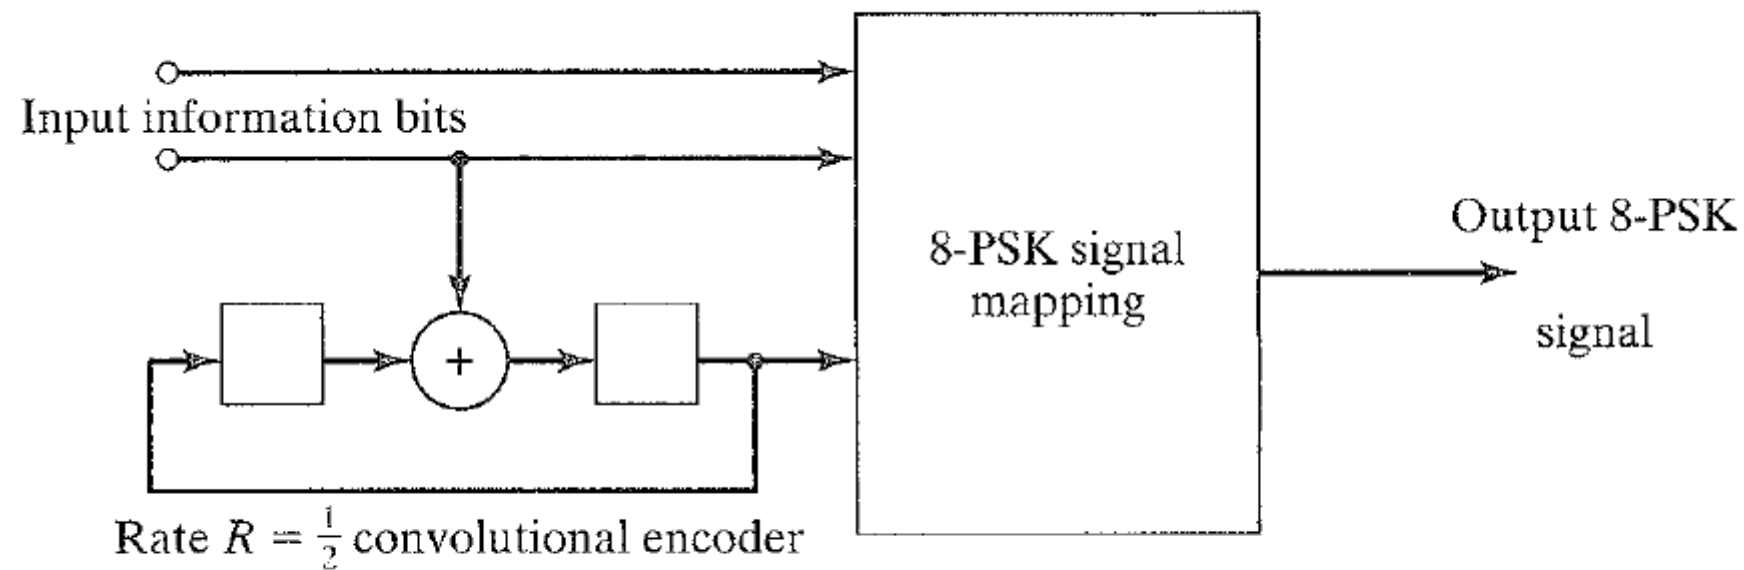 Input information bits
8-PSK signal
mapping
Output 8-PSK
signal
+
Rate R = 1/2 convolutional encoder